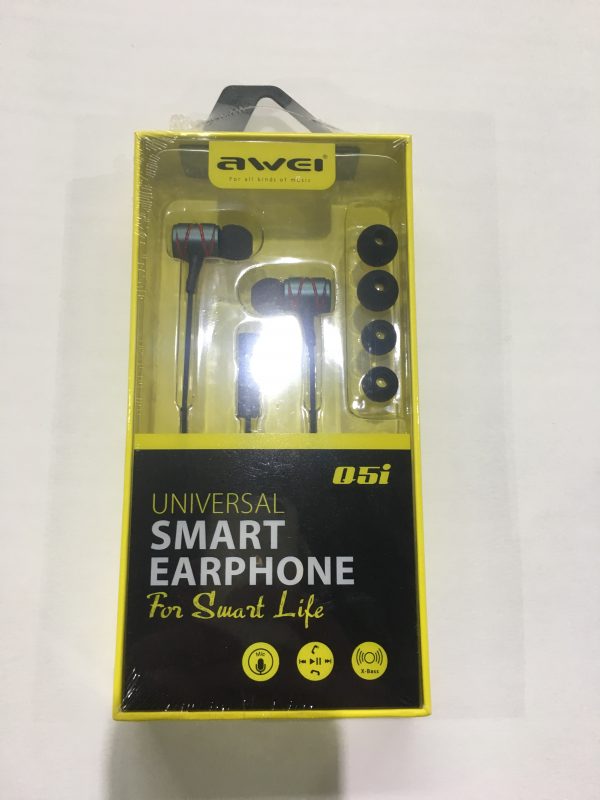 awei
For all kinds of music
Q5i
UNIVERSAL
SMART
EARPHONE
For Smart Life
Mic
X-Bass